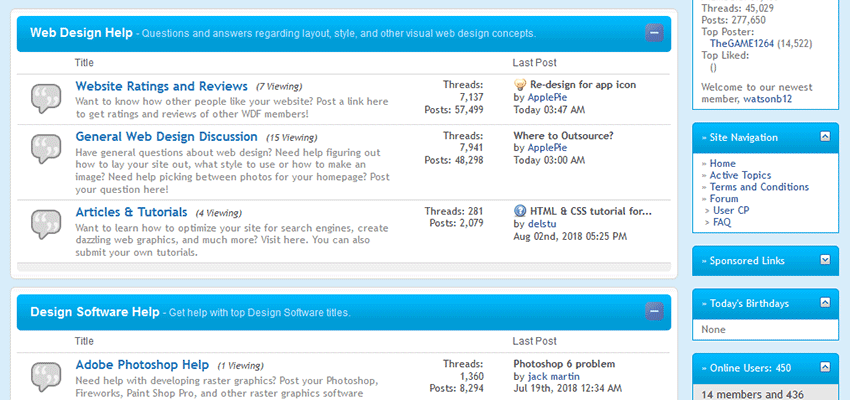 Web Design Help - Questions and answers regarding layout, style, and other visual web design concepts.
Title
Last Post
Website Ratings and Reviews (7 Viewing)
Want to know how other people like your website? Post a link here
to get ratings and reviews of other WDF members!
Threads:
7,137
Posts: 57,499
Re-design for app icon
by ApplePie
Today 03:47 AM
General Web Design Discussion (15 Viewing)
Have general questions about web design? Need help figuring out
how to lay your site out, what style to use or how to make an
image? Need help picking between photos for your homepage? Post
your question here!
Threads:
7,941
Posts: 48,298
Where to Outsource?
by ApplePie
Today 03:00 AM
Articles & Tutorials (4 Viewing)
Want to learn how to optimize your site for search engines, create
dazzling web graphics, and much more? Visit here. You can also
submit your own tutorials.
Threads: 281
Posts: 2,079
HTML & CSS tutorial for...
by delstu
Aug 02nd, 2018 05:25 PM
Design Software Help - Get help with top Design Software titles.
Title
Last Post
Adobe Photoshop Help (1 Viewing)
Need help with developing raster graphics? Post your Photoshop,
Fireworks, Paint Shop Pro, and other raster graphics software
Threads:
1,360
Posts: 8,294
Photoshop 6 problem
by jack martin
Jul 19th, 2018 12:34 AM
Threads: 45,029
Posts: 277,650
Top Poster:
TheGAME1264 (14,522)
Top Liked:
()
Welcome to our newest
member, watsonb12
» Site Navigation
» Home
» Active Topics
» Terms and Conditions
» Forum
> User CP
> FAQ
» Sponsored Links
» Today's Birthdays
None
» Online Users: 450
14 members and 436